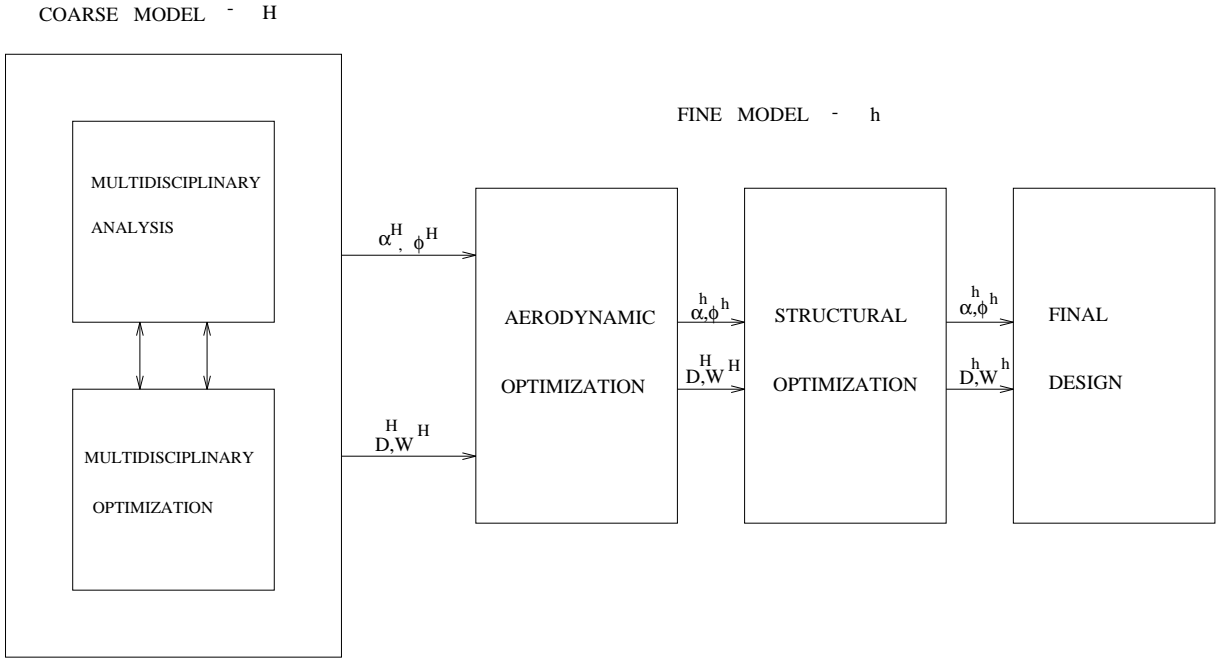 COARSE MODEL - H
FINE MODEL - h
MULTIDISCIPLINARY
ANALYSIS
MULTIDISCIPLINARY
OPTIMIZATION
α^H, ϕ^H
D^H,W^H
AERODYNAMIC
OPTIMIZATION
α^h,ϕ^h
D^H,W^H
STRUCTURAL
OPTIMIZATION
α^h,ϕ^h
D^h,W^h
FINAL
DESIGN